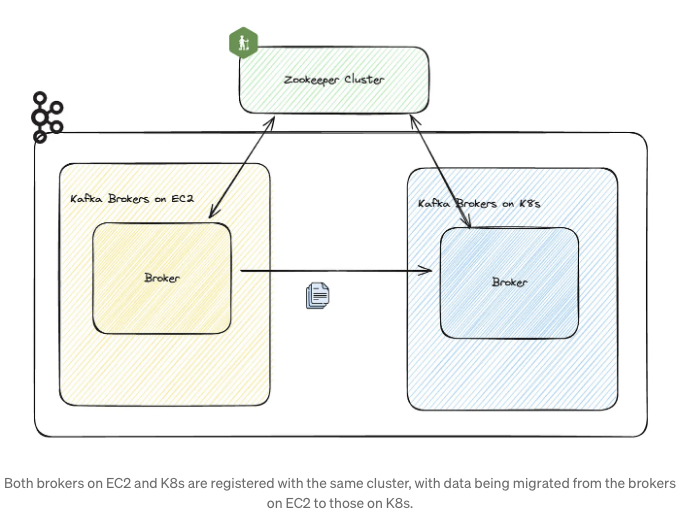 Zookeeper Cluster
Kafka Brokers on EC2
Kafka Brokers on K8s
Broker
Broker
Both brokers on EC2 and K8s are registered with the same cluster, with data being migrated from the brokers
on EC2 to those on K8s.